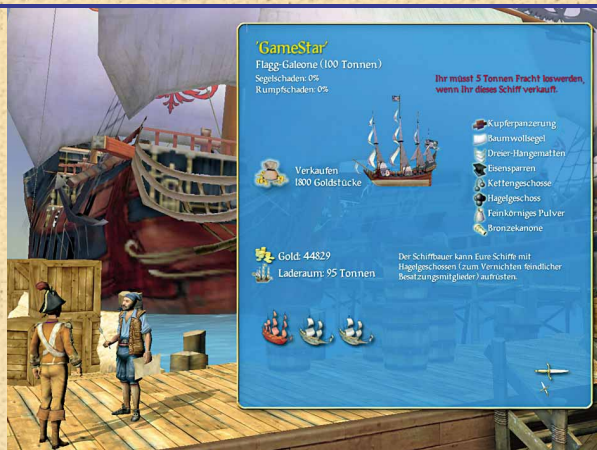 'GameStar'
Flagg-Galeone (100 Tonnen)
Segelschaden: 0%
Rumpfschaden: 0%
Ihr müsst 5 Tonnen Fracht loswerden,
wenn Ihr dieses Schiff verkauft.
Verkaufen
1800 Goldstücke
Kupferpanzerung
Baumwollsegel
Dreier-Hängematten
Eisensparren
Kettengeschosse
Hagelgeschoss
Feinkörniges Pulver
Bronzekanone
Gold: 44829
Laderaum: 95 Tonnen
Der Schiffbauer kann Eure Schiffe mit
Hagelgeschossen (zum Vernichten feindlicher
Besatzungsmitglieder) aufrüsten.